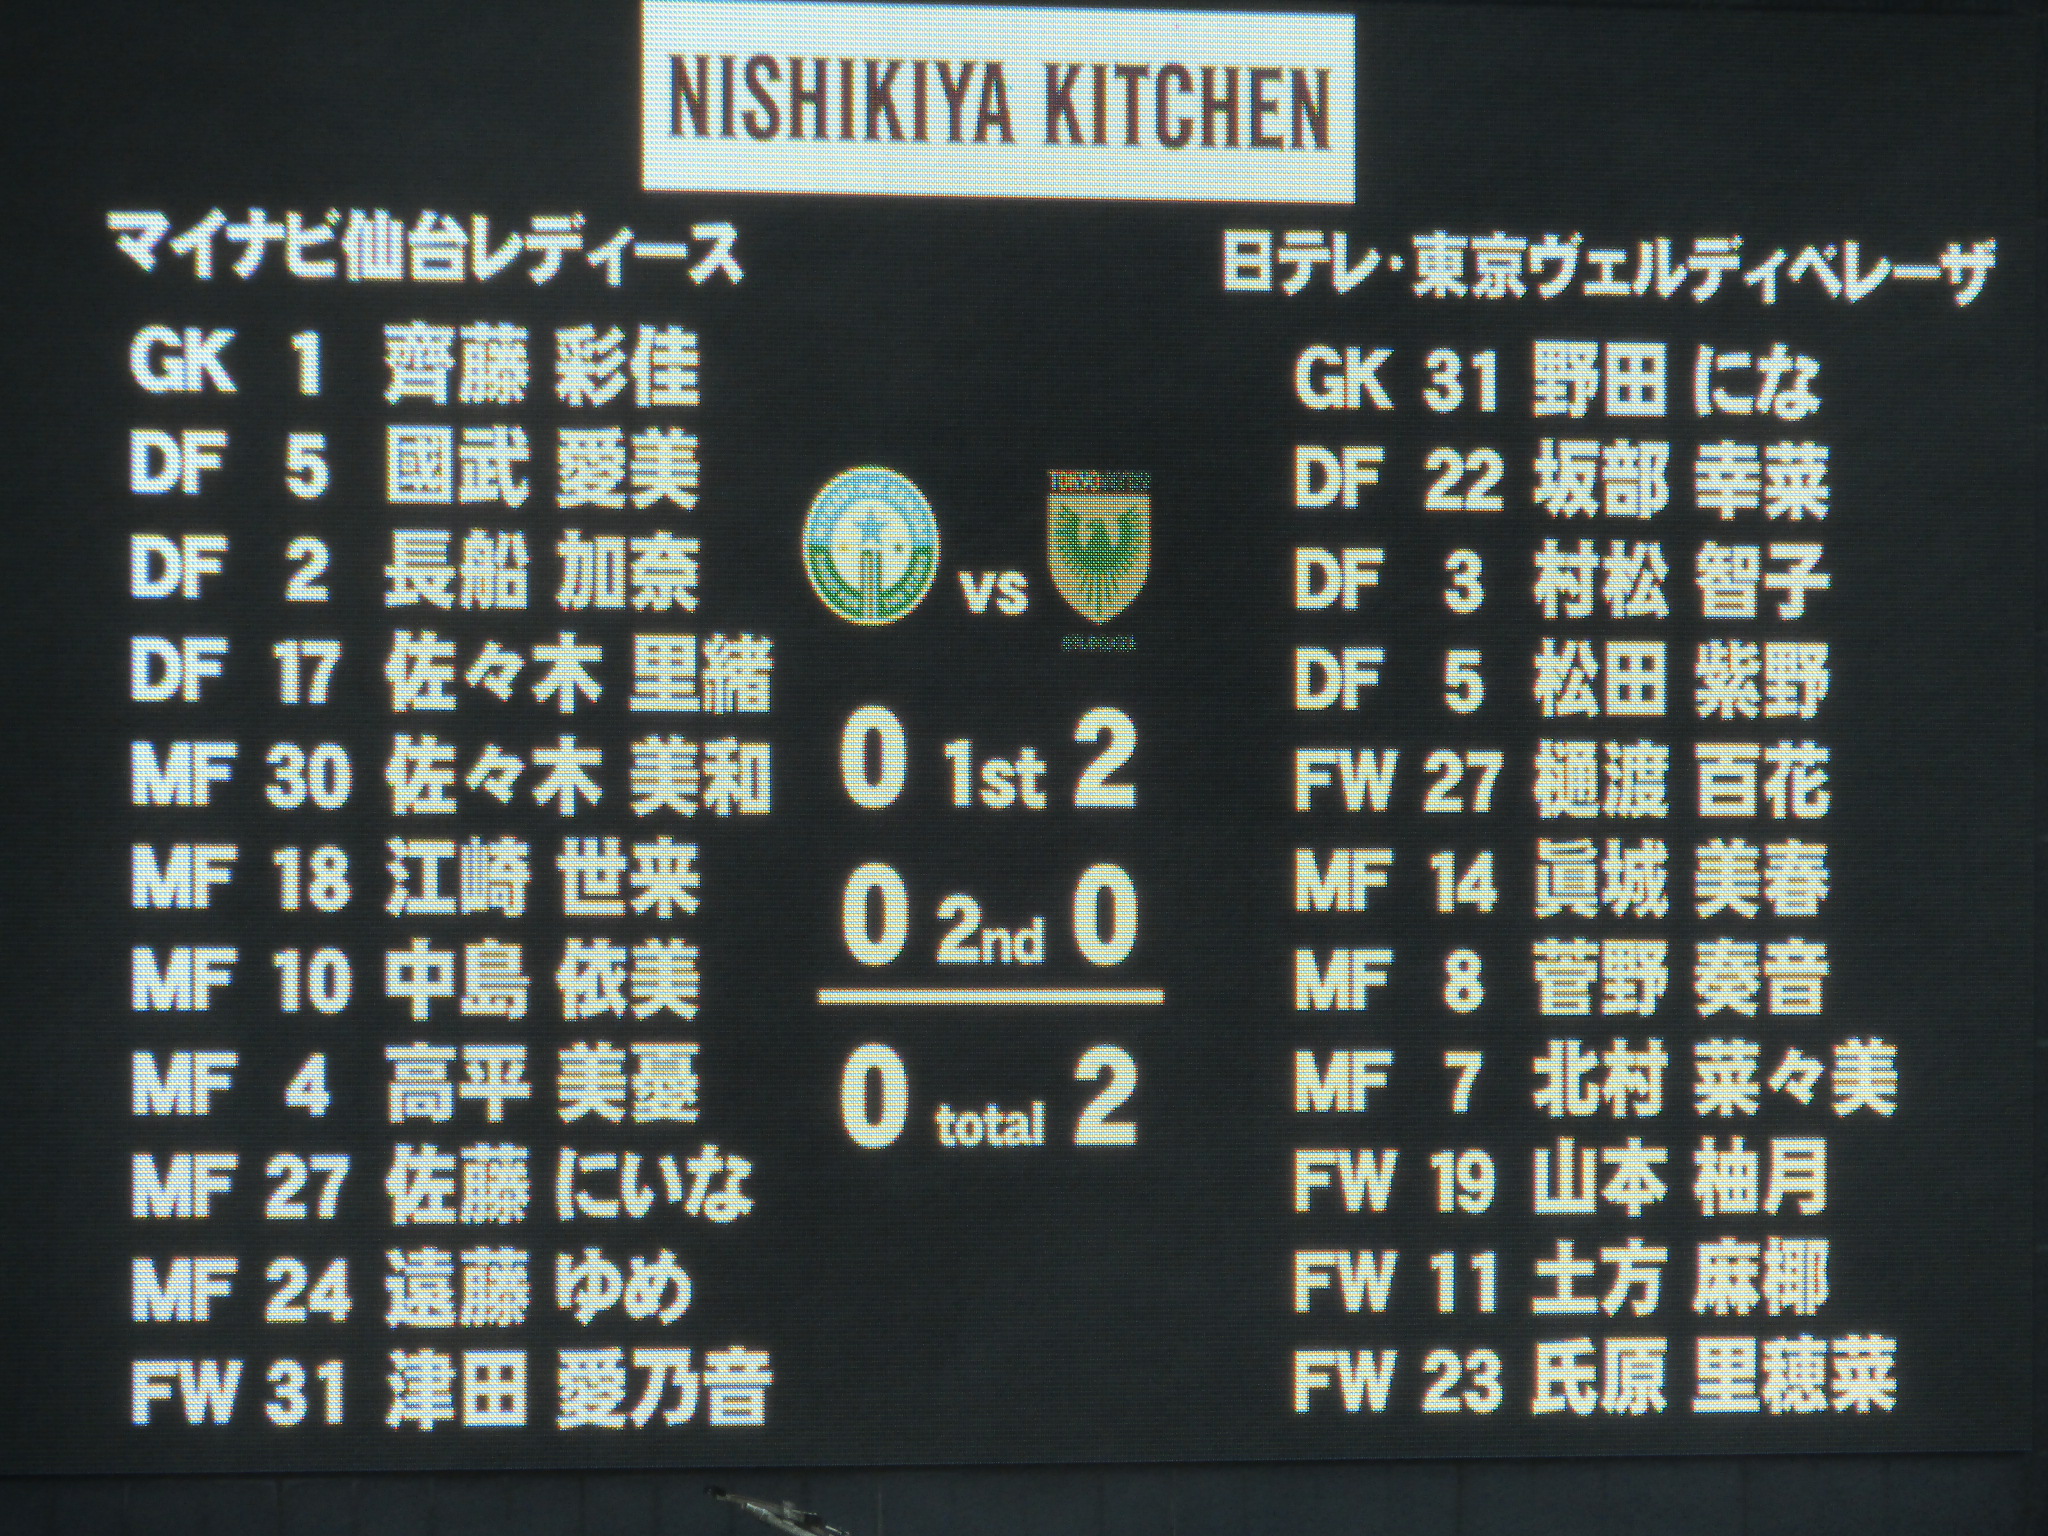 NISHIKIYA KITCHEN
マイナビ仙台レディース
GK 1 齊藤 彩佳
DF 5 國武 愛美
DF 2 長船 加奈
DF 17 佐々木 里緒
MF 30 佐々木 美和
MF 18 江崎 世来
MF 10 中島 依美
MF 4 高平 美憂
MF 27 佐藤 にいな
MF 24 遠藤 ゆめ
FW 31 津田 愛乃音
vs
0 1st 2
0 2nd 0
0 total 2
日テレ・東京ヴェルディベレーザ
GK 31 野田 にな
DF 22 坂部 幸菜
DF 3 村松 智子
DF 5 松田 紫野
FW 27 樋渡 百花
MF 14 眞城 美春
MF 8 菅野 奏音
MF 7 北村 菜々美
FW 19 山本 柚月
FW 11 土方 麻椰
FW 23 氏原 里穂菜